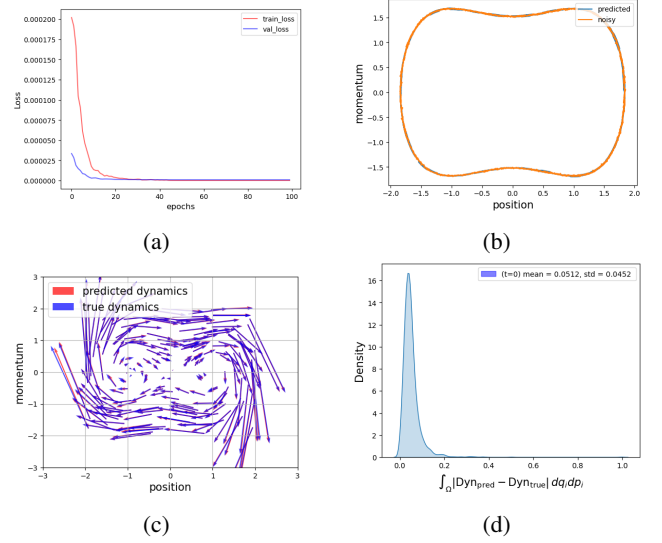 0.000200
0.000175
0.000150
0.000125
0.000100
0.000075
0.000050
0.000025
0.000000
Loss
train_loss
val_loss
0 20 40 60 80 100
epochs
(a)
1.5
1.0
0.5
0.0
−0.5
−1.0
−1.5
momentum
predicted
noisy
−2.0 −1.5 −1.0 −0.5 0.0 0.5 1.0 1.5 2.0
position
(b)
3
2
1
0
−1
−2
−3
momentum
predicted dynamics
true dynamics
−3 −2 −1 0 1 2 3
position
(c)
16
14
12
10
8
6
4
2
0
Density
(t=0) mean = 0.0512, std = 0.0452
0.0 0.2 0.4 0.6 0.8 1.0
∫Ω|Dynpred − Dyntrue| dqidpi
(d)